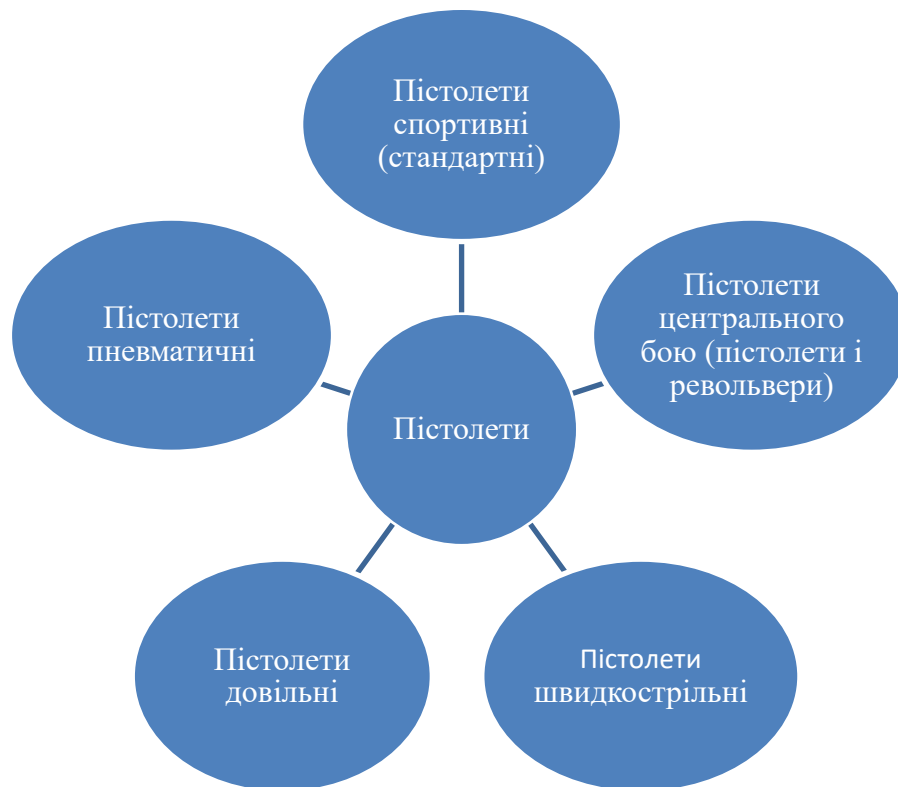 Пістолети
спортивні
(стандартні)
Пістолети
центрального
бою (пістолети і
револьвери)
Пістолети
пневматичні
Пістолети
Пістолети
довільні
Пістолети
швидкострільні